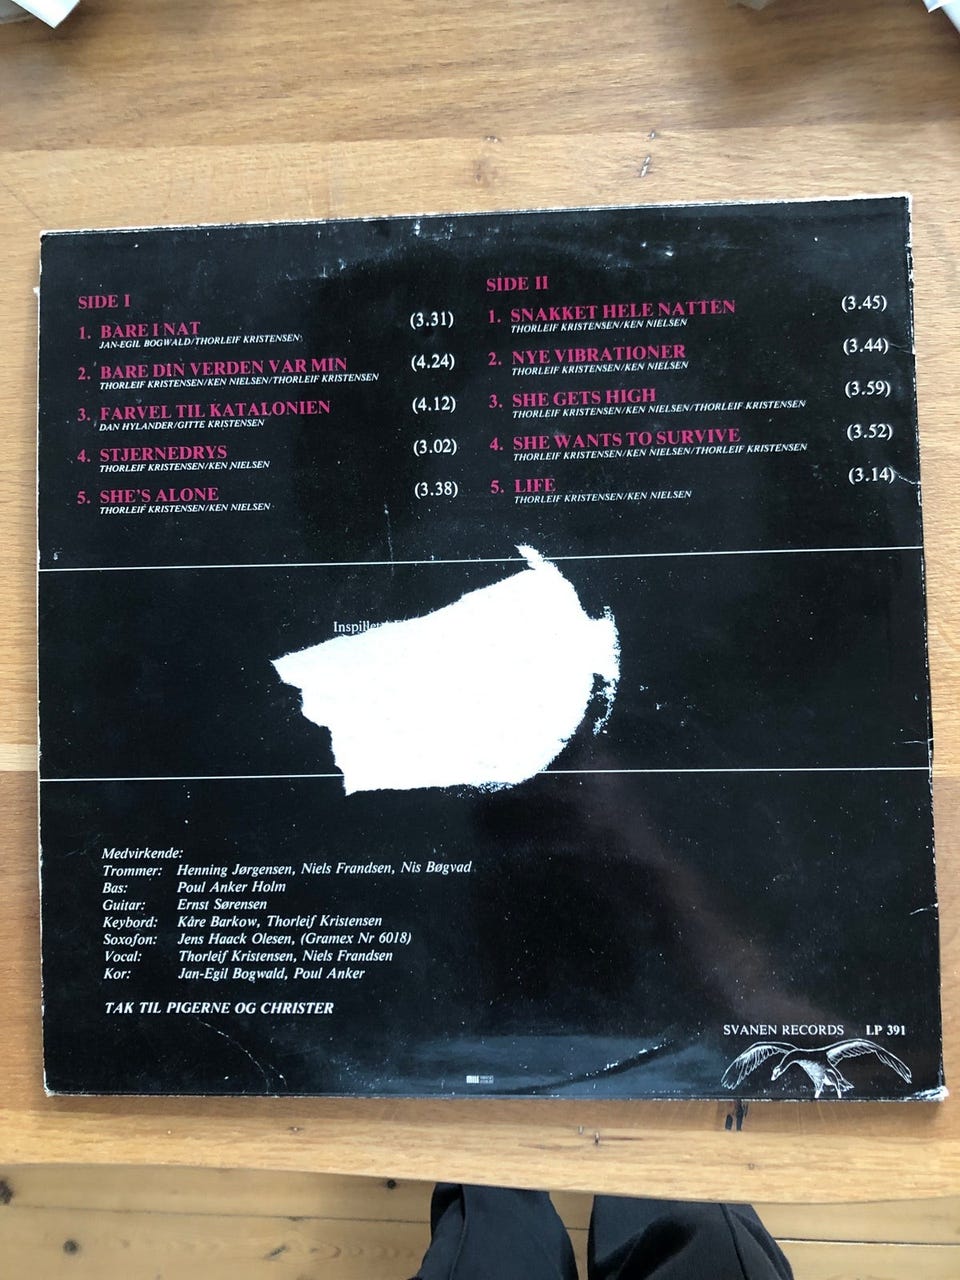 SIDE I
1. BARE I NAT (3.31)
JAN-EGIL BOGWALD/THORLEIF KRISTENSEN
2. BARE DIN VERDEN VAR MIN (4.24)
THORLEIF KRISTENSEN/KEN NIELSEN/THORLEIF KRISTENSEN
3. FARVEL TIL KATALONIEN (4.12)
DAN HYLANDER/GITTE KRISTENSEN
4. STJERNEDRYS (3.02)
THORLEIF KRISTENSEN/KEN NIELSEN
5. SHE'S ALONE (3.38)
THORLEIF KRISTENSEN/KEN NIELSEN
SIDE II
1. SNAKKET HELE NATTEN (3.45)
THORLEIF KRISTENSEN/KEN NIELSEN
2. NYE VIBRATIONER (3.44)
THORLEIF KRISTENSEN/KEN NIELSEN
3. SHE GETS HIGH (3.59)
THORLEIF KRISTENSEN/KEN NIELSEN/THORLEIF KRISTENSEN
4. SHE WANTS TO SURVIVE (3.52)
THORLEIF KRISTENSEN/KEN NIELSEN/THORLEIF KRISTENSEN
5. LIFE (3.14)
THORLEIF KRISTENSEN/KEN NIELSEN
Medvirkende:
Trommer: Henning Jørgensen, Niels Frandsen, Nis Bøgvad
Bas: Poul Anker Holm
Guitar: Ernst Sørensen
Keybord: Kåre Barkow, Thorleif Kristensen
Soxofon: Jens Haack Olesen, (Gramex Nr 6018)
Vocal: Thorleif Kristensen, Niels Frandsen
Kor: Jan-Egil Bogwald, Poul Anker
TAK TIL PIGERNE OG CHRISTER
SVANEN RECORDS LP 391